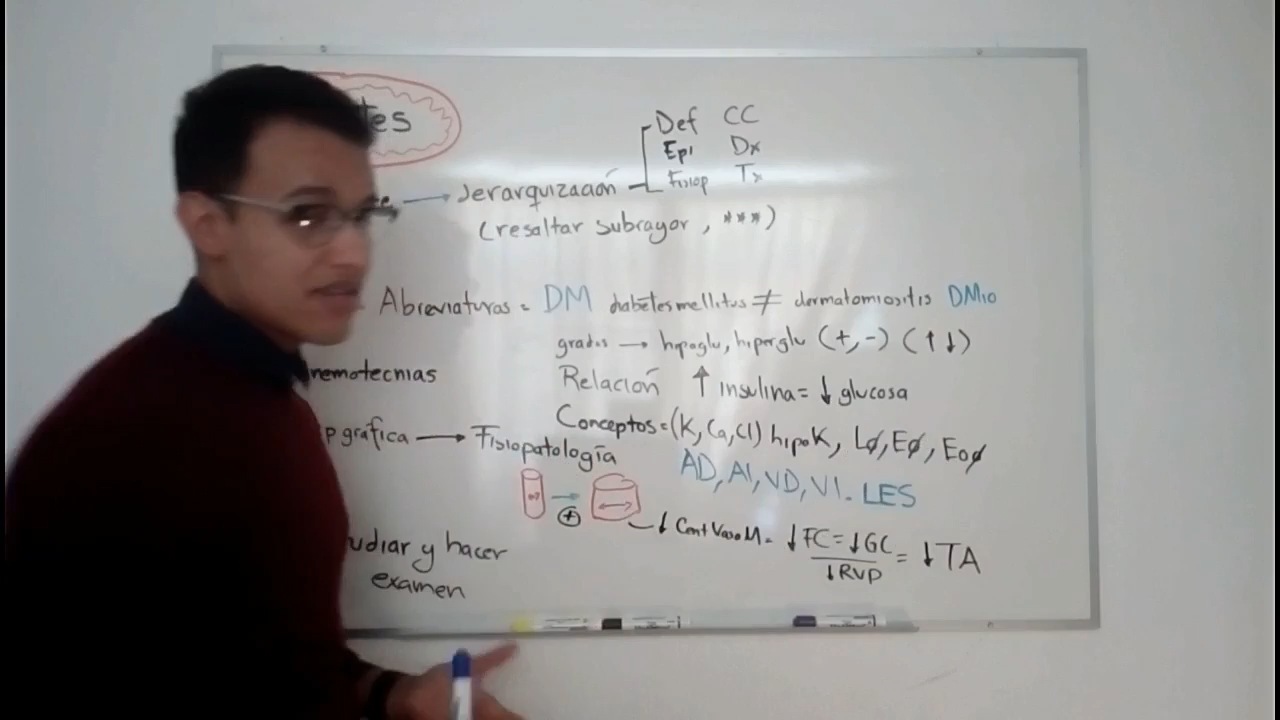 tes
Def CC
Epi Dx
Fisiop Tx
→ Jerarquización
(resaltar subrayar, ***)
Abreviaturas = DM diabetes mellitus ≠ dermatomiositis DMio
grados → hipoglu, hiperglu (+, -) (↑↓)
nemotecnias
Relación ↑ insulina = ↓ glucosa
Conceptos = (K, Ca, Cl) hipoK, Lø, Eø, Eoø
AD, AI, VD, VI. LES
p gráfica → Fisiopatología
⊕ ↓ Cont VasoM = ↓FC = ↓GC = ↓TA
↓RVP
udiar y hacer
examen